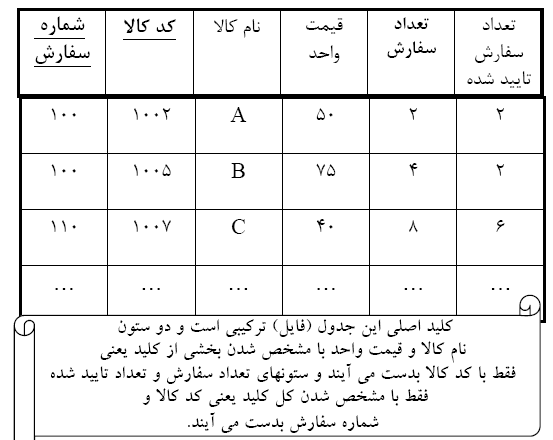 شماره سفارش	کد کالا	نام کالا	قیمت واحد	تعداد سفارش	تعداد سفارش تایید شده
۱۰۰	۱۰۰۲	A	۵۰	۲	۲
۱۰۰	۱۰۰۵	B	۷۵	۴	۲
۱۱۰	۱۰۰۷	C	۴۰	۸	۶
...	...	...	...	...	...
کلید اصلی این جدول (فایل) ترکیبی است و دو ستون
نام کالا و قیمت واحد با مشخص شدن بخشی از کلید یعنی
فقط با کد کالا بدست می آیند و ستونهای تعداد سفارش و تعداد تایید شده
فقط با مشخص شدن کل کلید یعنی کد کالا و
شماره سفارش بدست می آیند.